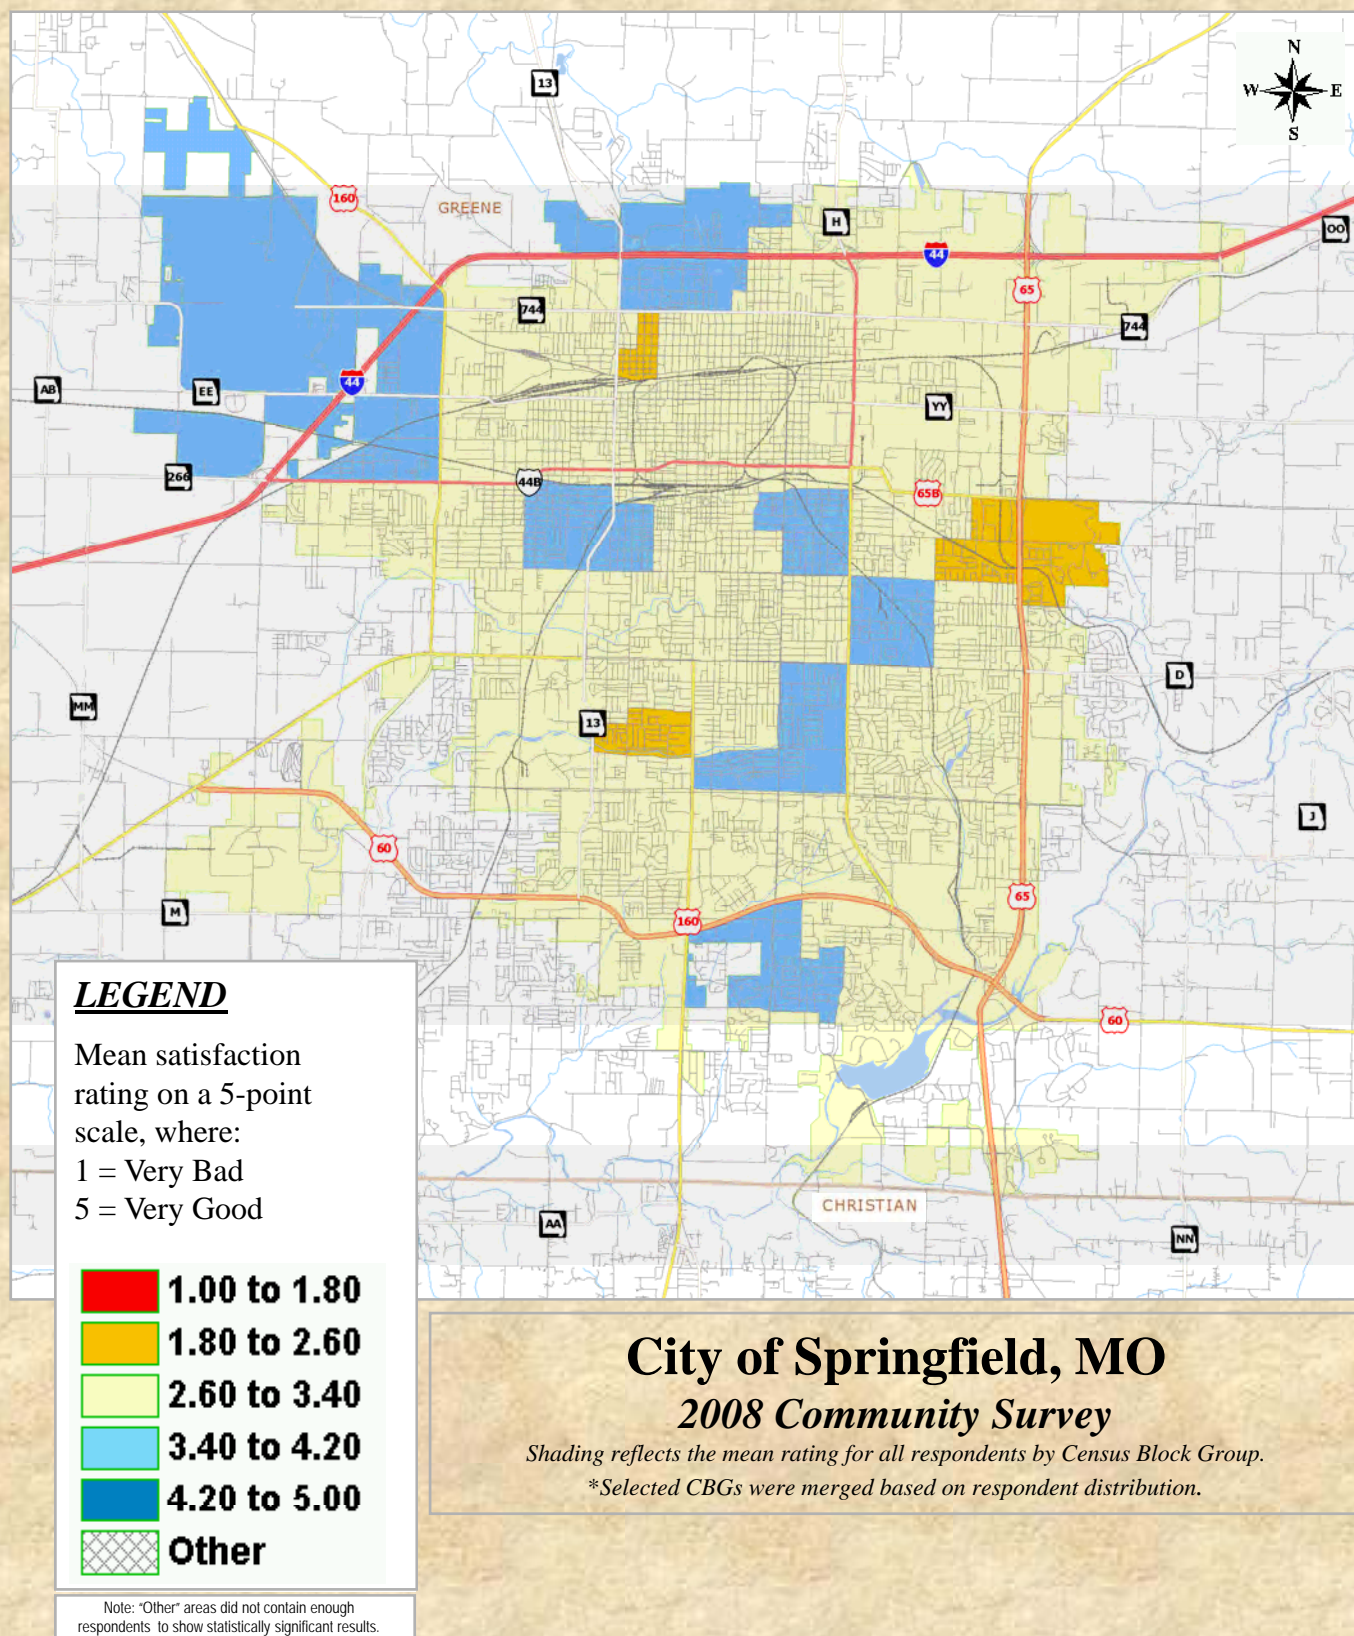 N
W E
S
13
160
GREENE
H
OO
44
65
744
744
44
AB
EE
YY
266
44B
65B
D
MM
13
J
60
M
65
160
60
CHRISTIAN
AA
NN
LEGEND
Mean satisfaction
rating on a 5-point
scale, where:
1 = Very Bad
5 = Very Good
1.00 to 1.80
1.80 to 2.60
2.60 to 3.40
3.40 to 4.20
4.20 to 5.00
Other
Note: “Other” areas did not contain enough
respondents to show statistically significant results.
City of Springfield, MO
2008 Community Survey
Shading reflects the mean rating for all respondents by Census Block Group.
*Selected CBGs were merged based on respondent distribution.